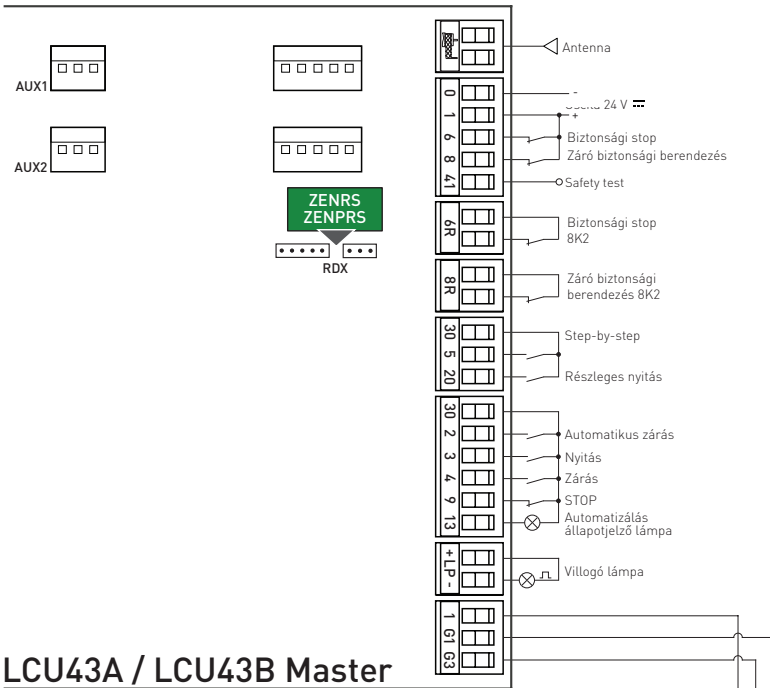 AUX1
AUX2
ZENRS
ZENPRS
RDX
Antenna
0
1
6
8
41
-
24 V
+
Biztonsági stop
Záró biztonsági berendezés
Safety test
6R
Biztonsági stop
8K2
8R
Záró biztonsági
berendezés 8K2
30
5
20
Step-by-step
Részleges nyitás
30
2
3
4
9
13
Automatikus zárás
Nyitás
Zárás
STOP
Automatizálás
állapotjelző lámpa
+ LP -
Villogó lámpa
1
G1
G3
LCU43A / LCU43B Master